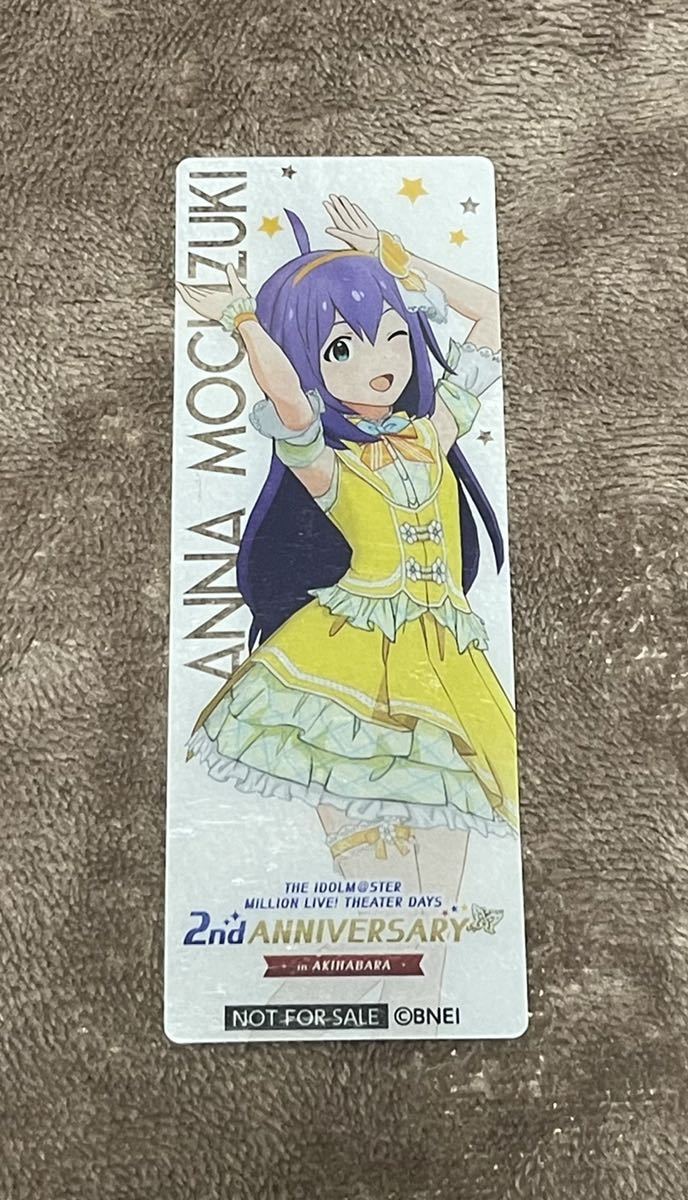 ANNA MOCHIZUKI
THE IDOLM@STER
MILLION LIVE! THEATER DAYS
2nd ANNIVERSARY
in AKIHABARA
NOT FOR SALE ©BNEI